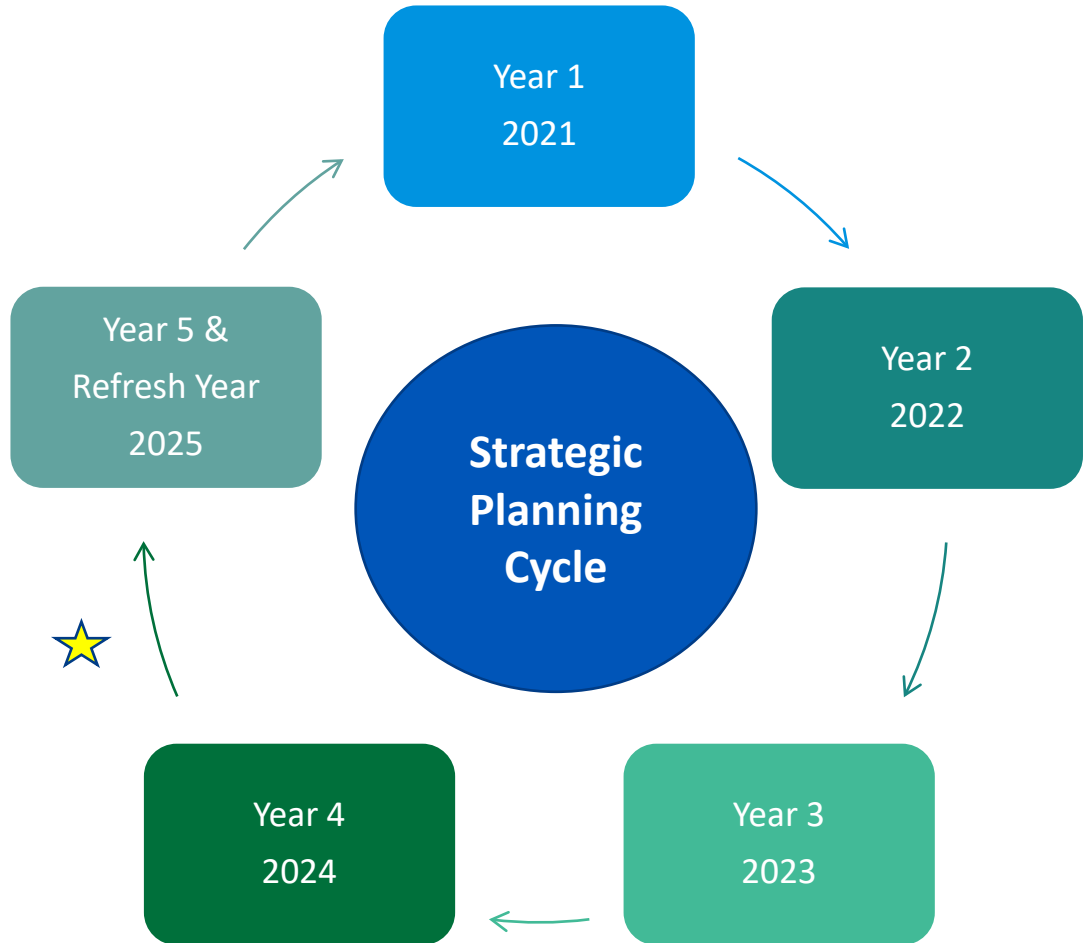 Year 1
2021
Year 5 &
Refresh Year
2025
Year 2
2022
Strategic
Planning
Cycle
Year 4
2024
Year 3
2023